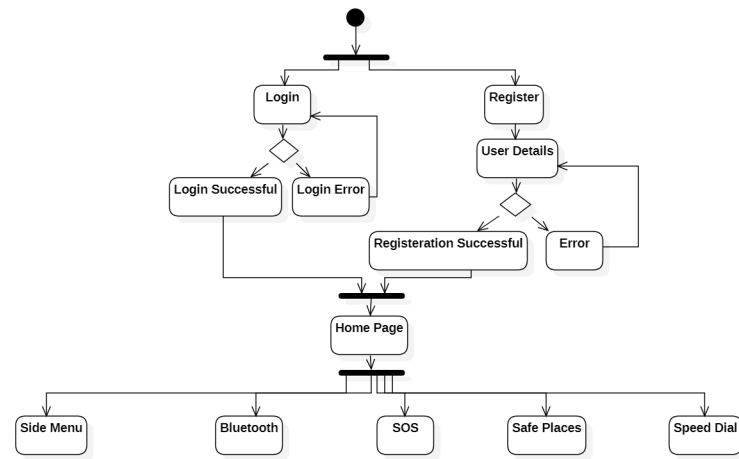 Login
Register
User Details
Login Successful
Login Error
Registeration Successful
Error
Home Page
Side Menu
Bluetooth
SOS
Safe Places
Speed Dial